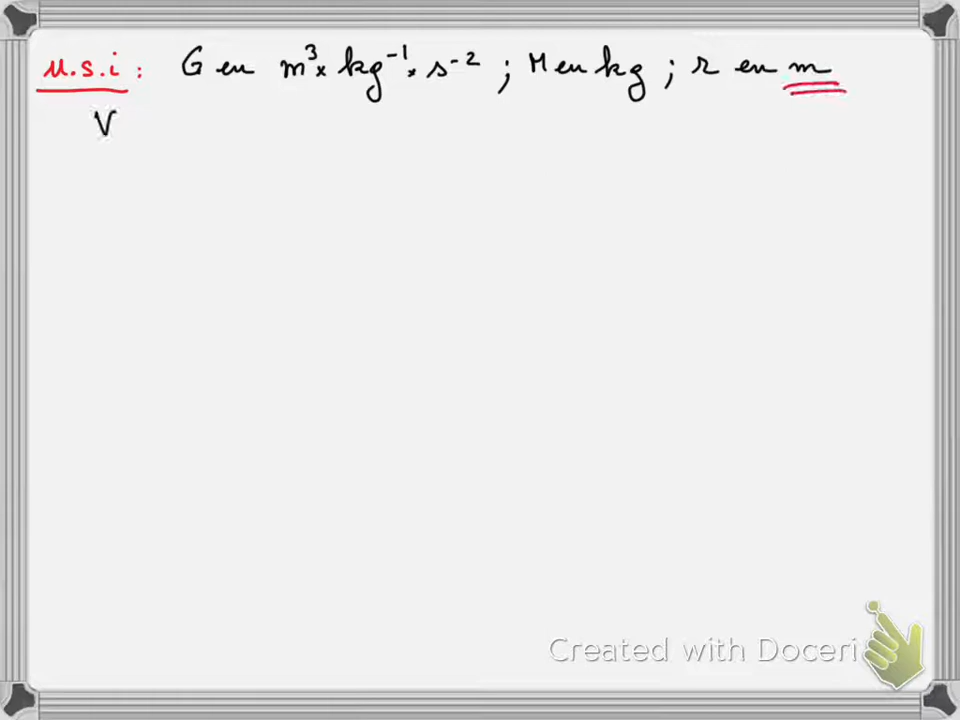 u.s.i : G en m³ × kg⁻¹ × s⁻² ; M en kg ; r en m
V
Created with Doceri